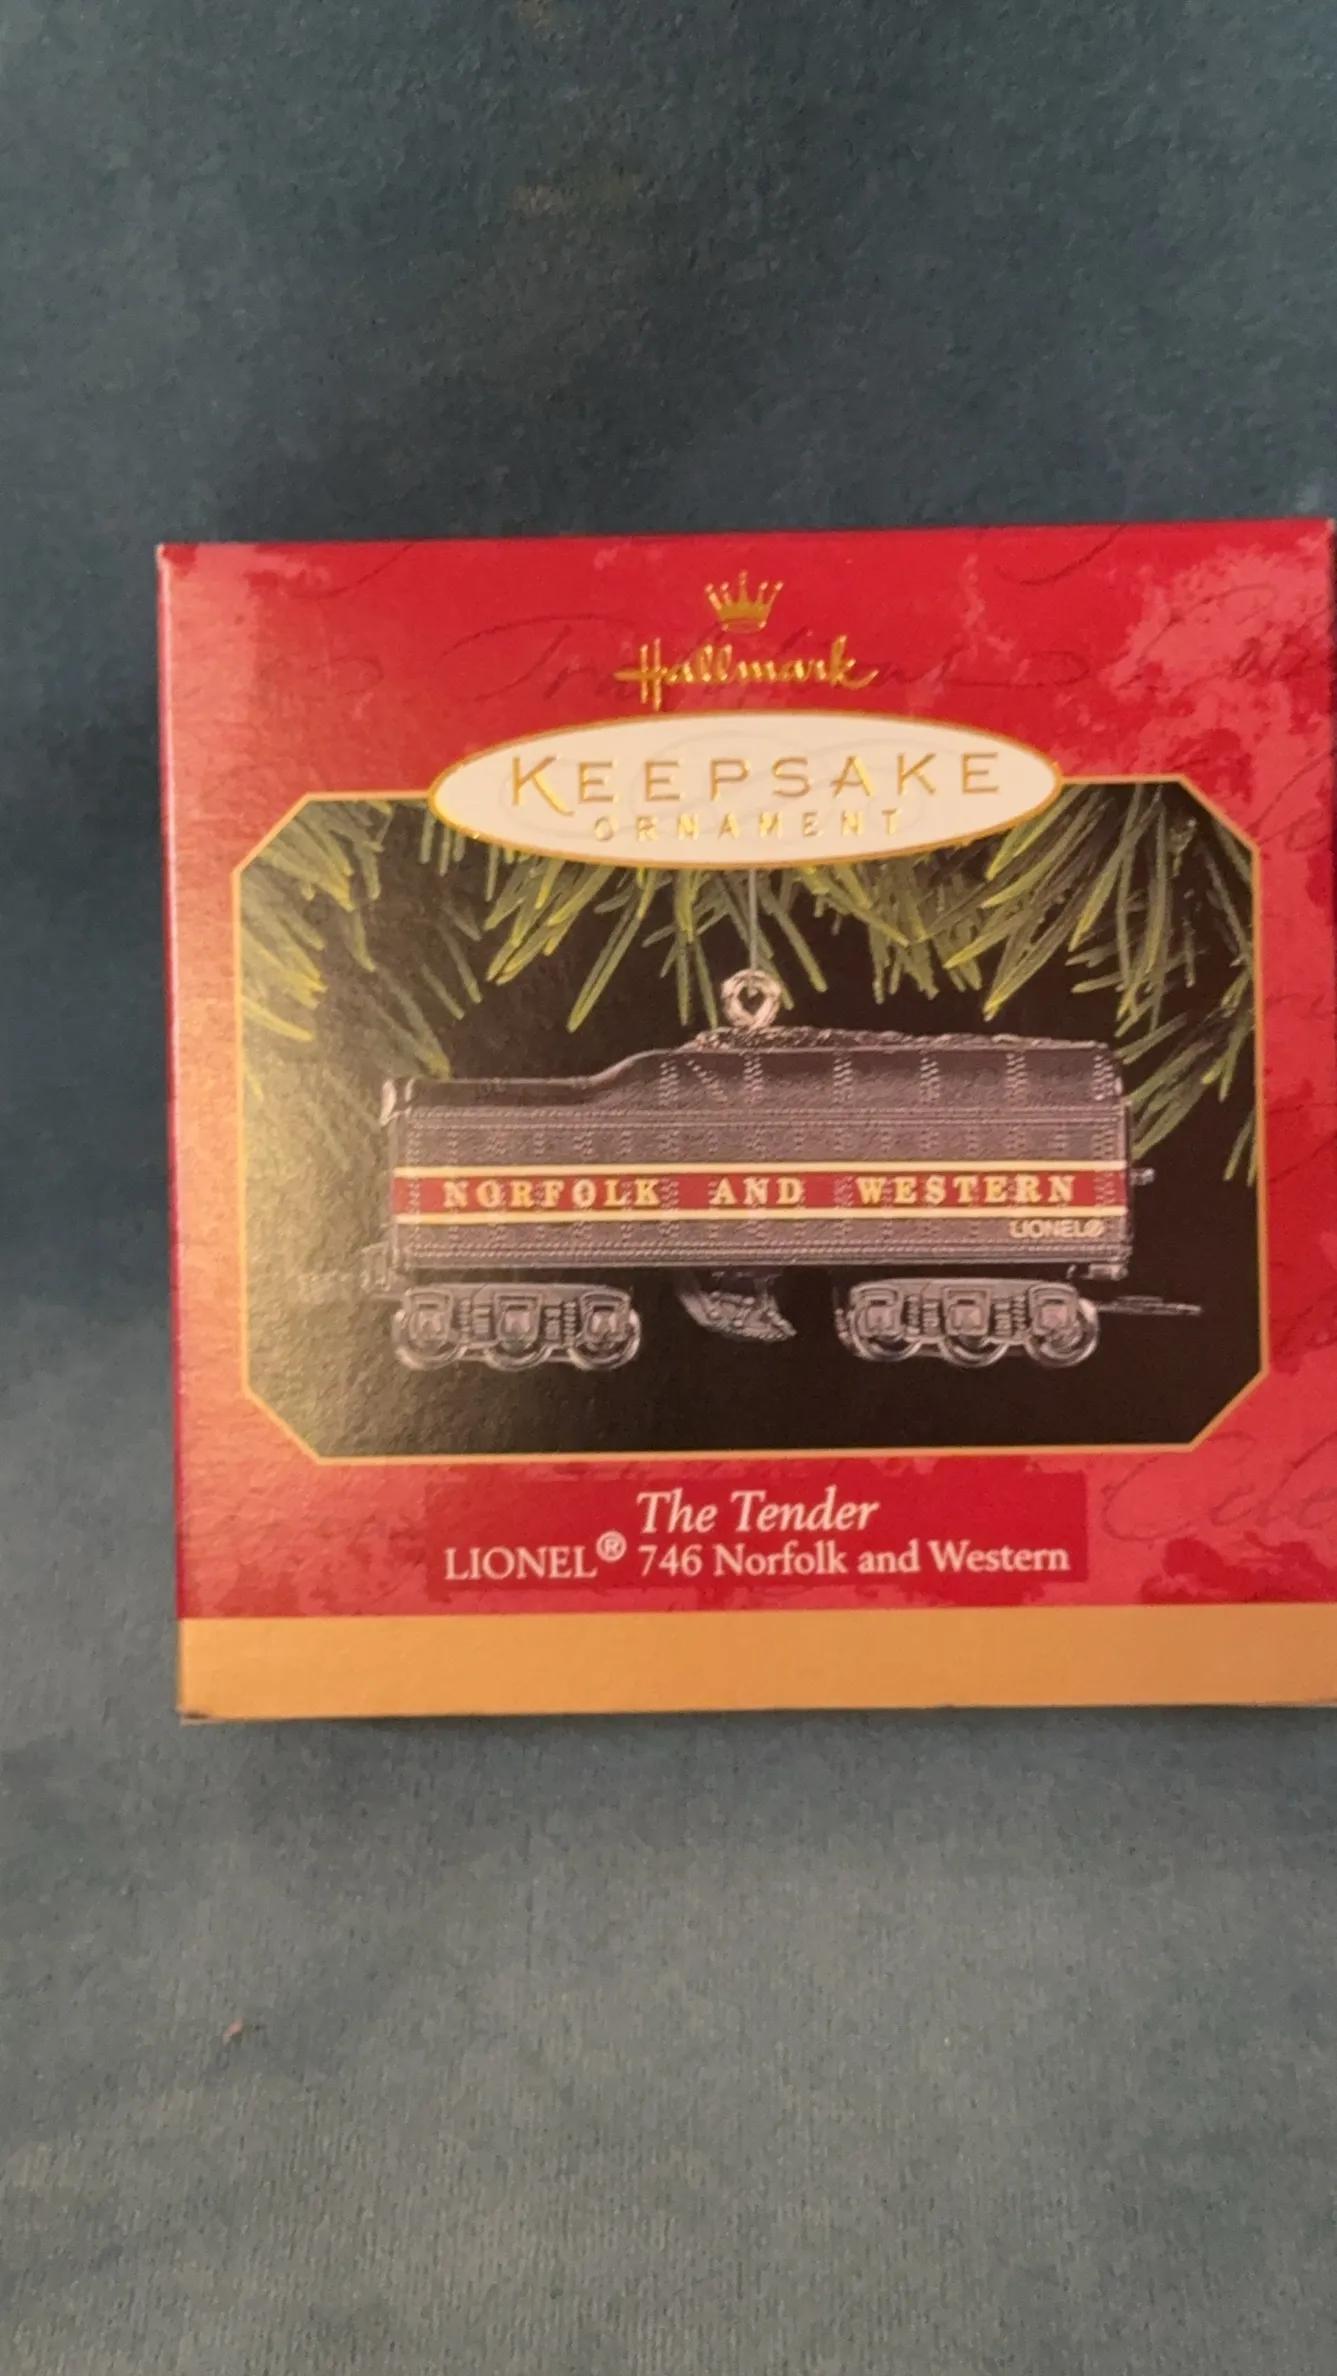 Hallmark
KEEPSAKE
ORNAMENT
NORFOLK AND WESTERN
LIONEL®
The Tender
LIONEL® 746 Norfolk and Western